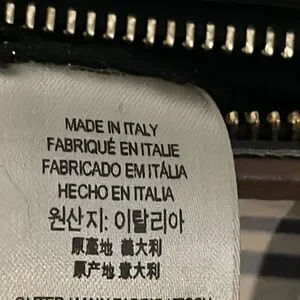 MADE IN ITALY
FABRIQUÉ EN ITALIE
FABRICADO EM ITÁLIA
HECHO EN ITALIA
원산지: 이탈리아
原產地 義大利
原产地 意大利